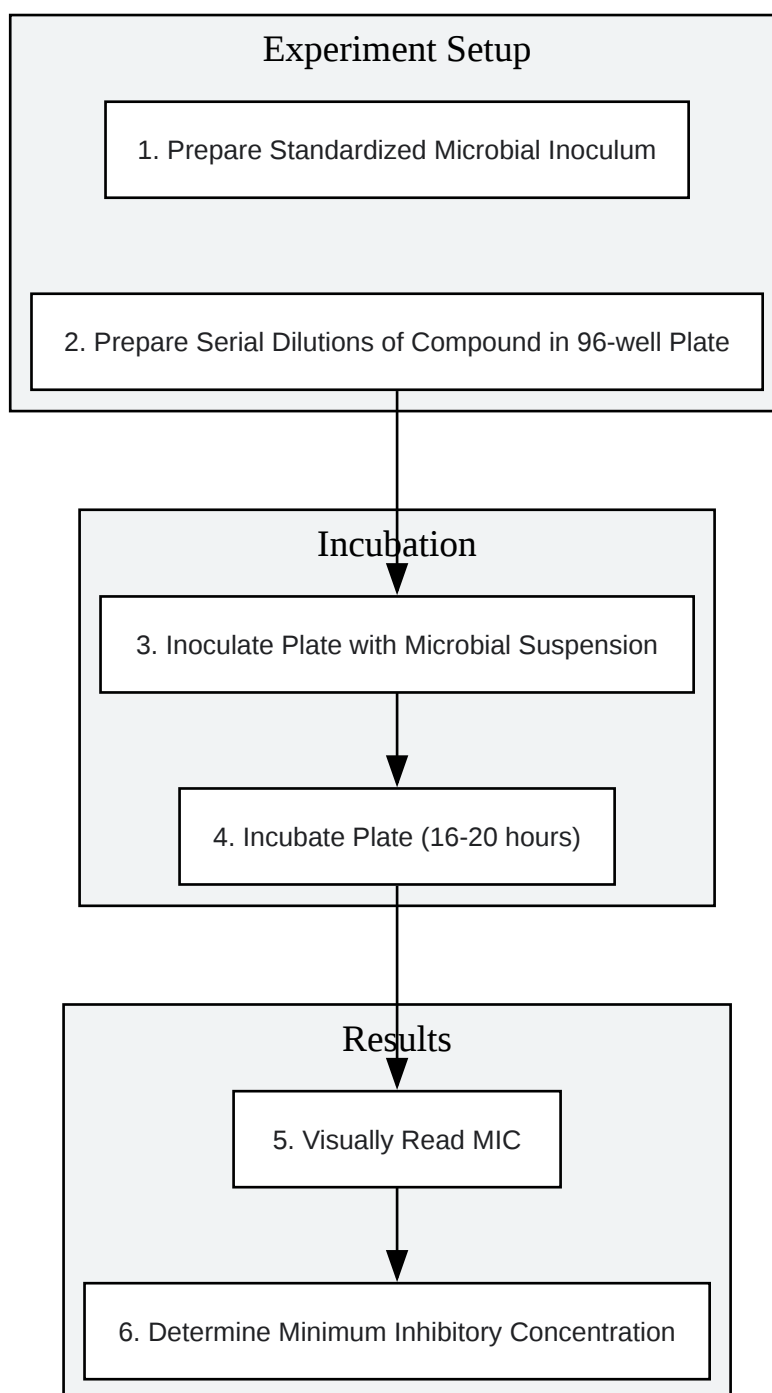 Experiment Setup
1. Prepare Standardized Microbial Inoculum
2. Prepare Serial Dilutions of Compound in 96-well Plate
Incubation
3. Inoculate Plate with Microbial Suspension
4. Incubate Plate (16-20 hours)
Results
5. Visually Read MIC
6. Determine Minimum Inhibitory Concentration